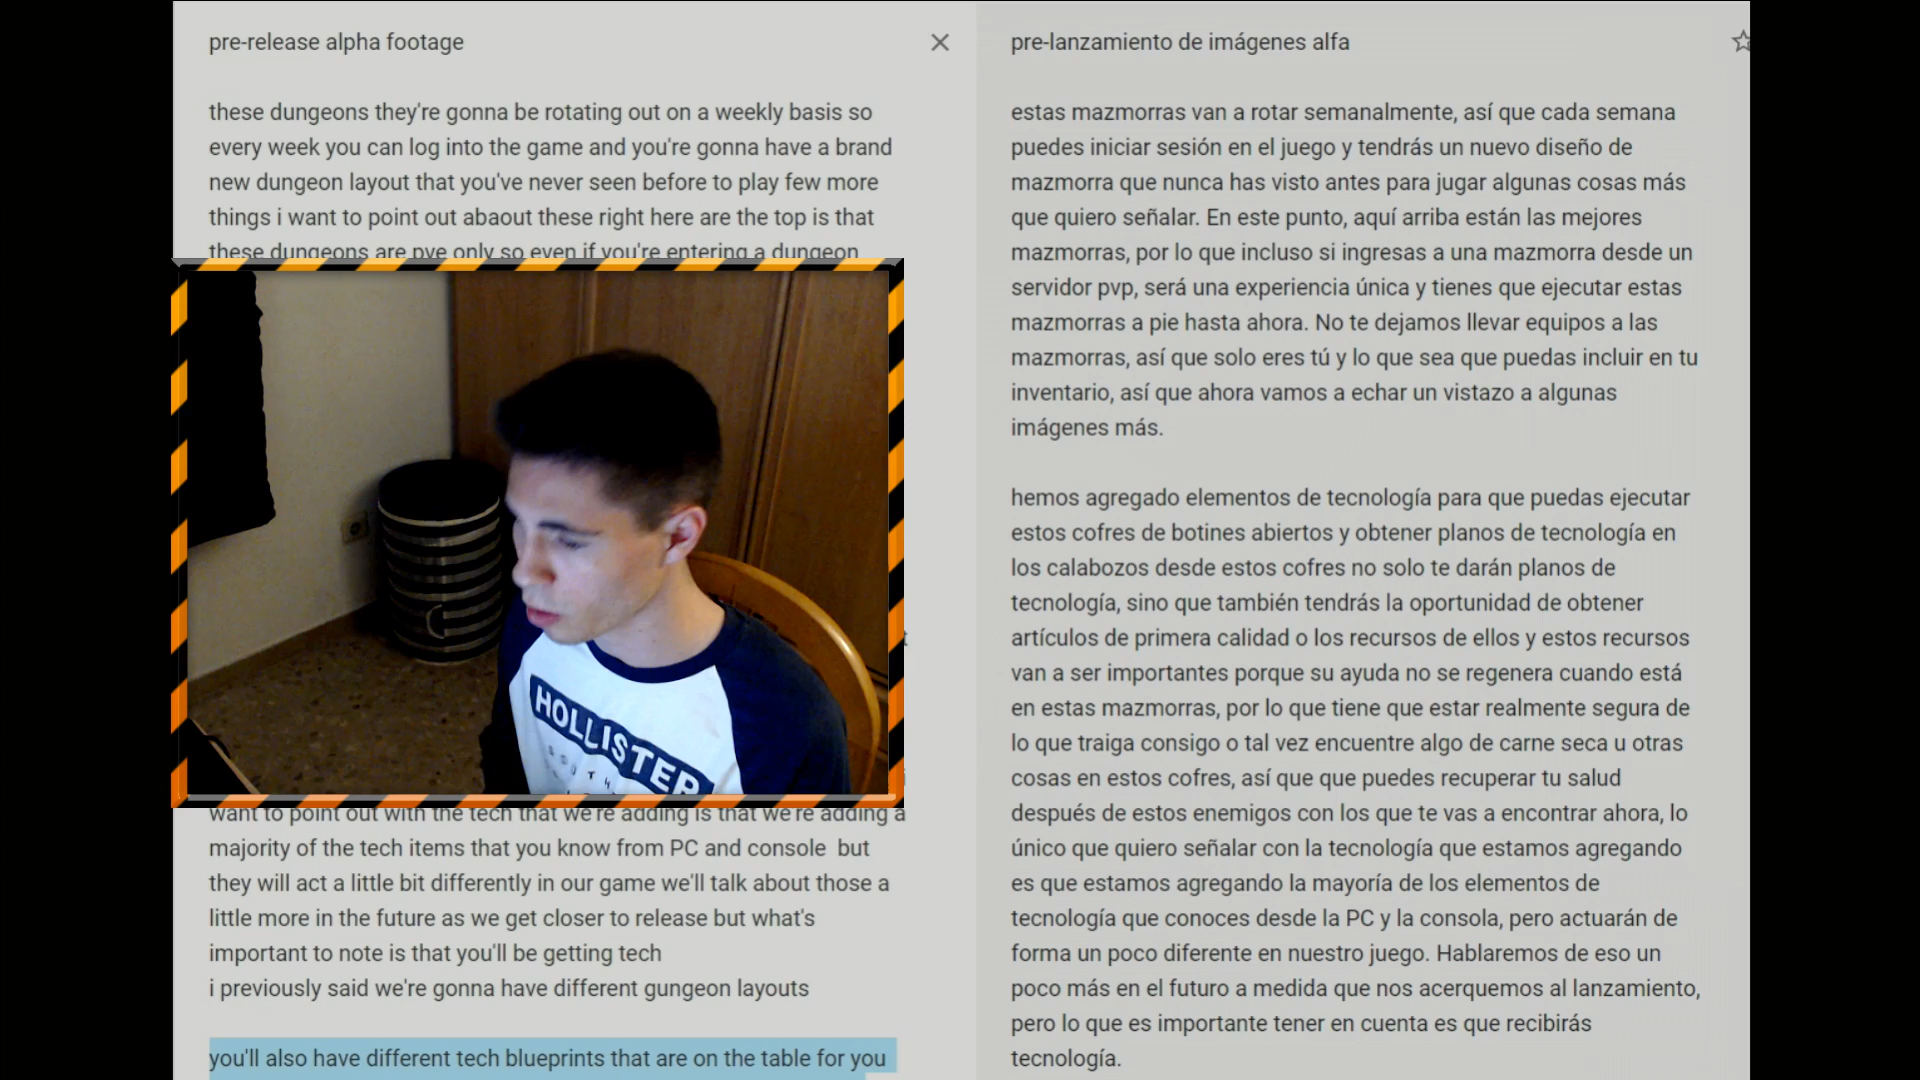 pre-release alpha footage
these dungeons they're gonna be rotating out on a weekly basis so
every week you can log into the game and you're gonna have a brand
new dungeon layout that you've never seen before to play few more
things i want to point out abaout these right here are the top is that
these dungeons are pve only so even if you're entering a dungeon
HOLLISTER
want to point out with the tech that we're adding is that we're adding a
majority of the tech items that you know from PC and console but
they will act a little bit differently in our game we'll talk about those a
little more in the future as we get closer to release but what's
important to note is that you'll be getting tech
i previously said we're gonna have different gungeon layouts
you'll also have different tech blueprints that are on the table for you
pre-lanzamiento de imágenes alfa
estas mazmorras van a rotar semanalmente, así que cada semana
puedes iniciar sesión en el juego y tendrás un nuevo diseño de
mazmorra que nunca has visto antes para jugar algunas cosas más
que quiero señalar. En este punto, aquí arriba están las mejores
mazmorras, por lo que incluso si ingresas a una mazmorra desde un
servidor pvp, será una experiencia única y tienes que ejecutar estas
mazmorras a pie hasta ahora. No te dejamos llevar equipos a las
mazmorras, así que solo eres tú y lo que sea que puedas incluir en tu
inventario, así que ahora vamos a echar un vistazo a algunas
imágenes más.
hemos agregado elementos de tecnología para que puedas ejecutar
estos cofres de botines abiertos y obtener planos de tecnología en
los calabozos desde estos cofres no solo te darán planos de
tecnología, sino que también tendrás la oportunidad de obtener
artículos de primera calidad o los recursos de ellos y estos recursos
van a ser importantes porque su ayuda no se regenera cuando está
en estas mazmorras, por lo que tiene que estar realmente segura de
lo que traiga consigo o tal vez encuentre algo de carne seca u otras
cosas en estos cofres, así que que puedes recuperar tu salud
después de estos enemigos con los que te vas a encontrar ahora, lo
único que quiero señalar con la tecnología que estamos agregando
es que estamos agregando la mayoría de los elementos de
tecnología que conoces desde la PC y la consola, pero actuarán de
forma un poco diferente en nuestro juego. Hablaremos de eso un
poco más en el futuro a medida que nos acerquemos al lanzamiento,
pero lo que es importante tener en cuenta es que recibirás
tecnología.